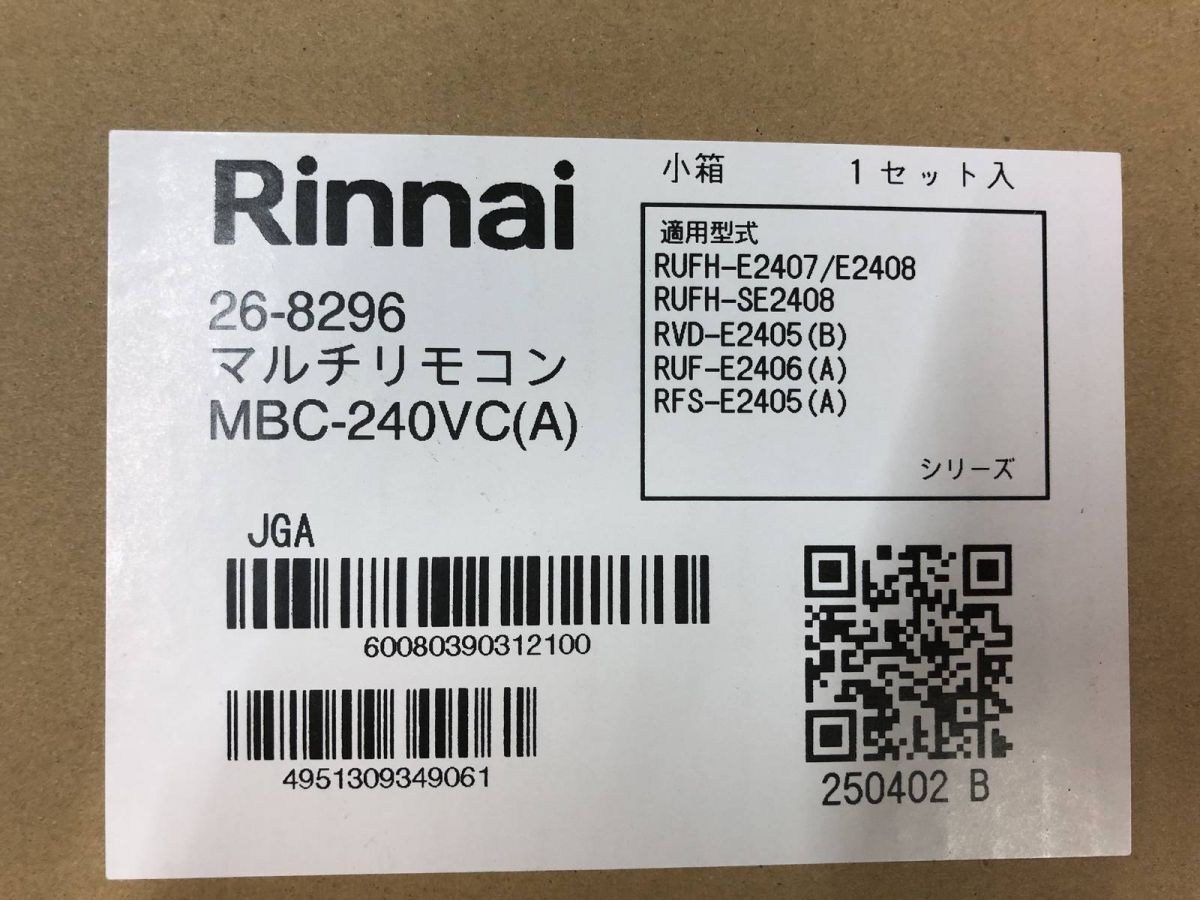 Rinnai
26-8296
マルチリモコン
MBC-240VC(A)
小箱 1セット入
適用型式
RUFH-E2407/E2408
RUFH-SE2408
RVD-E2405(B)
RUF-E2406(A)
RFS-E2405(A)
シリーズ
JGA
60080390312100
4951309349061
250402 B